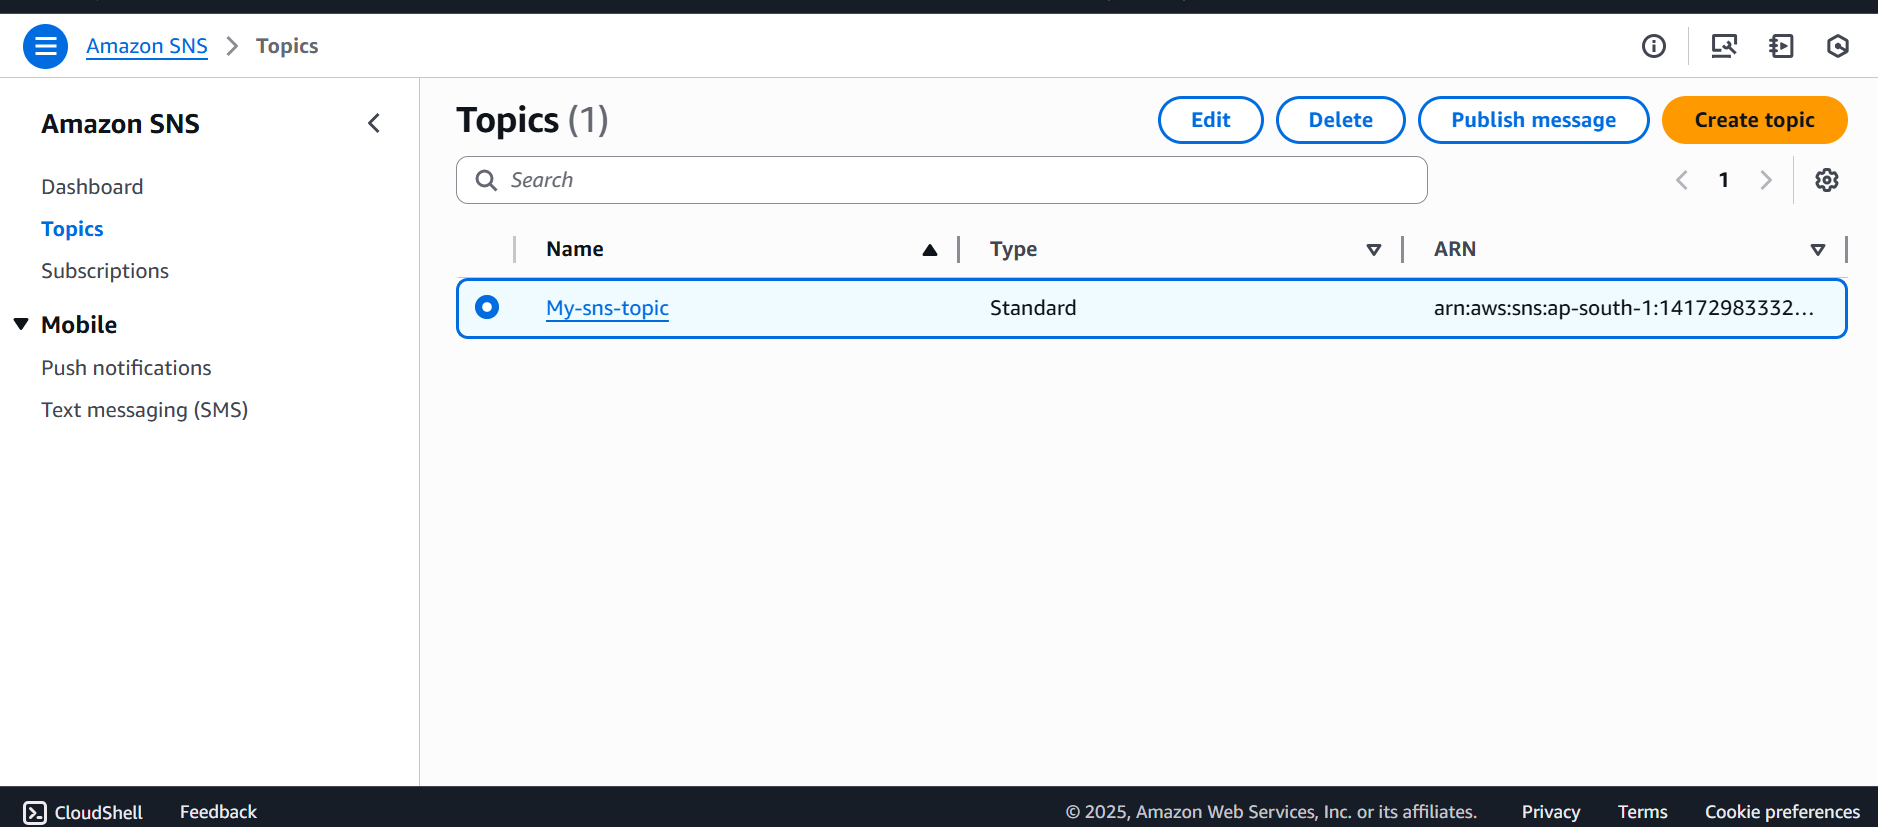 Amazon SNS > Topics
Amazon SNS
Dashboard
Topics
Subscriptions
Mobile
Push notifications
Text messaging (SMS)
Topics (1)
Edit
Delete
Publish message
Create topic
Search
1
Name
Type
ARN
My-sns-topic
Standard
arn:aws:sns:ap-south-1:14172983332...
CloudShell
Feedback
© 2025, Amazon Web Services, Inc. or its affiliates.
Privacy
Terms
Cookie preferences